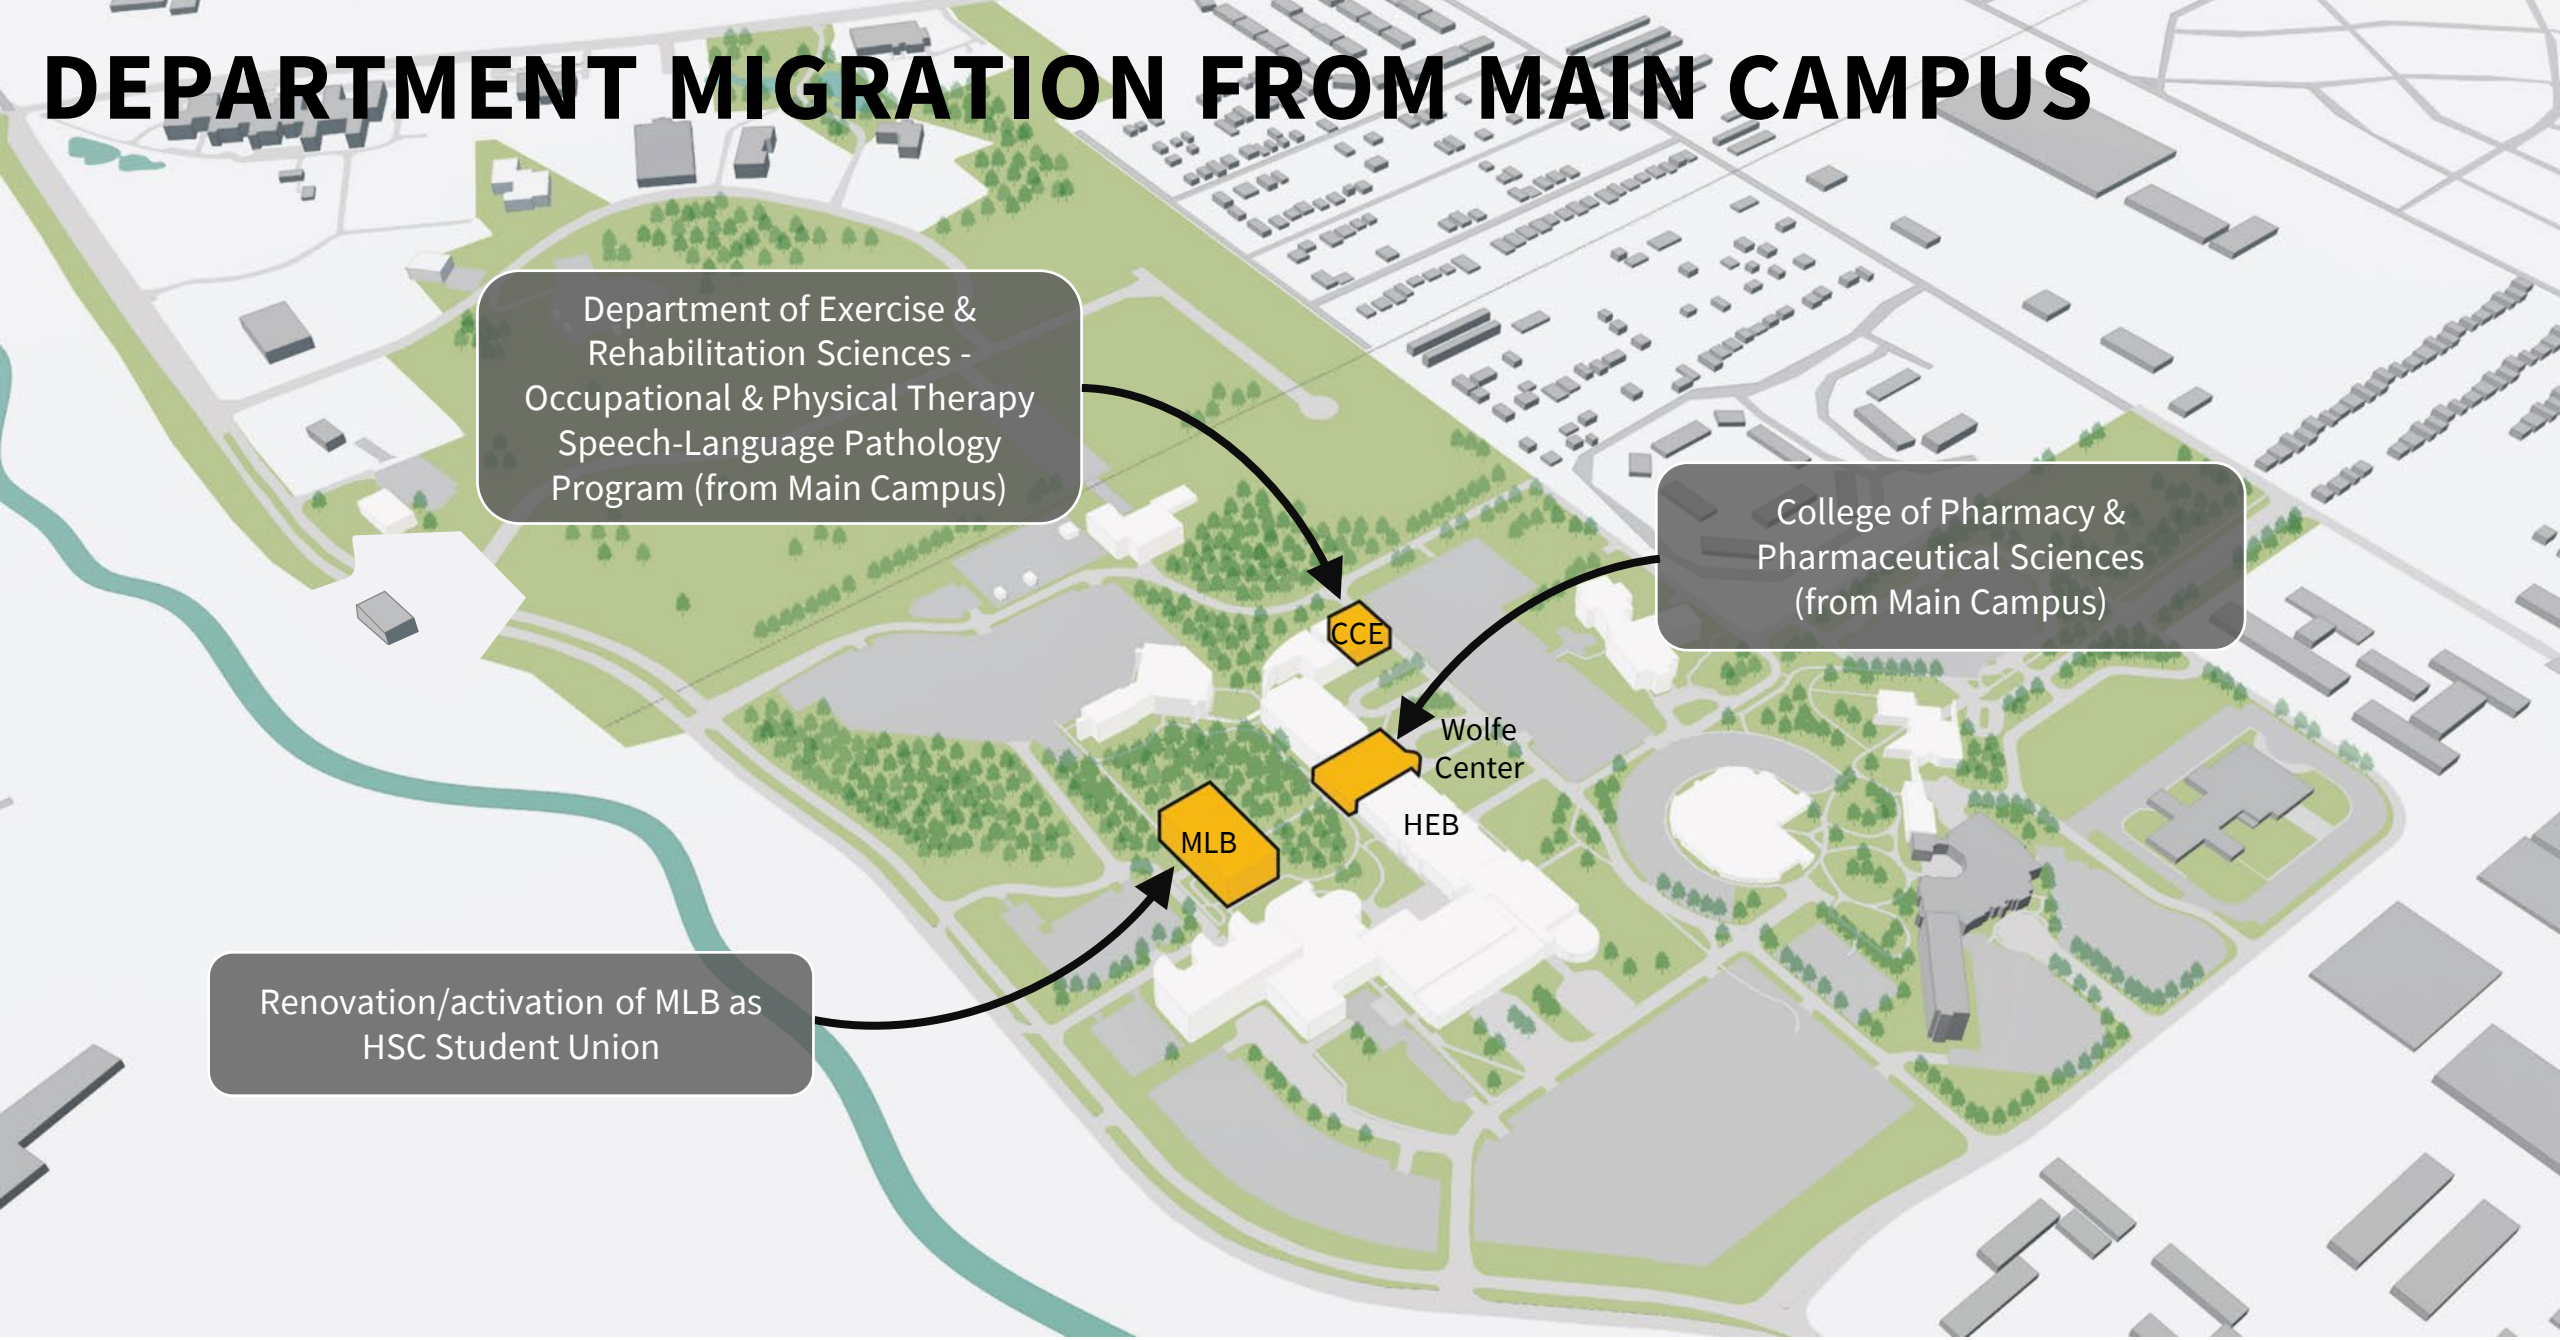 DEPARTMENT MIGRATION FROM MAIN CAMPUS
Department of Exercise &
Rehabilitation Sciences -
Occupational & Physical Therapy
Speech-Language Pathology
Program (from Main Campus)
College of Pharmacy &
Pharmaceutical Sciences
(from Main Campus)
CCE
Wolfe
Center
HEB
MLB
Renovation/activation of MLB as
HSC Student Union